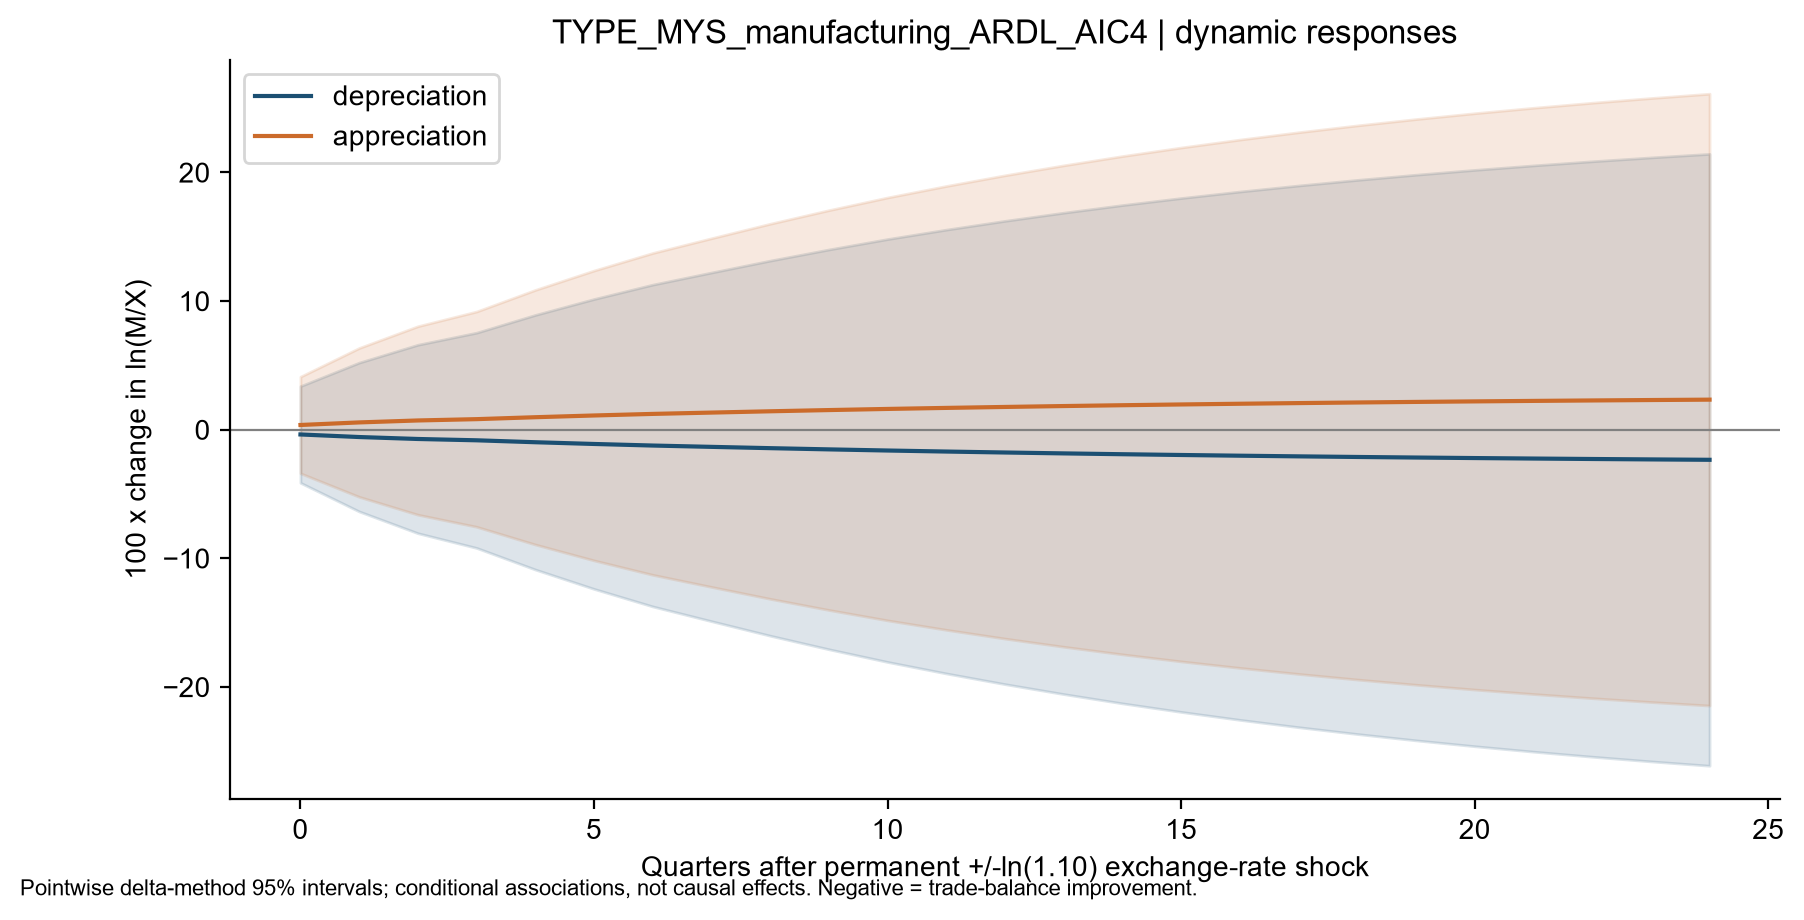 TYPE_MYS_manufacturing_ARDL_AIC4 | dynamic responses
depreciation
appreciation
100 x change in ln(M/X)
20
10
0
−10
−20
0 5 10 15 20 25
Quarters after permanent +/-ln(1.10) exchange-rate shock
Pointwise delta-method 95% intervals; conditional associations, not causal effects. Negative = trade-balance improvement.